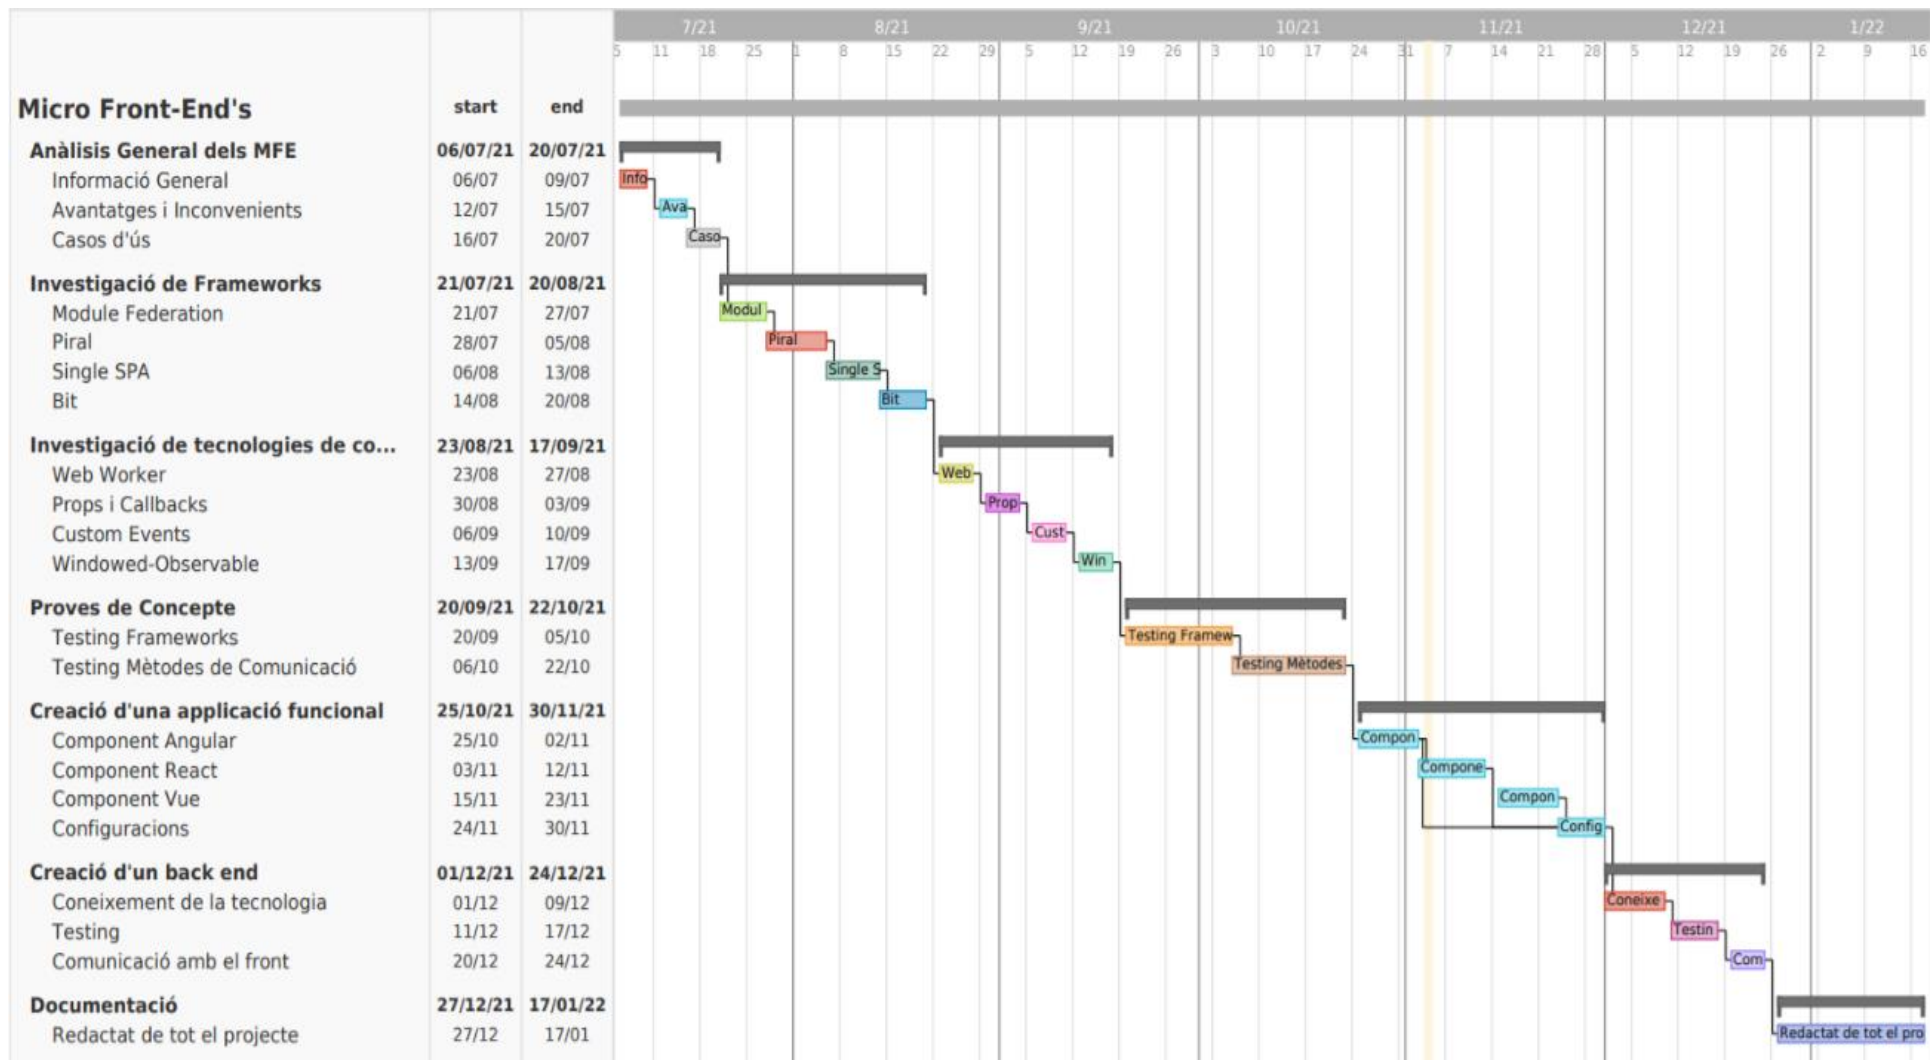 7/21 8/21 9/21 10/21 11/21 12/21 1/22
5 11 18 25 1 8 15 22 29 5 12 19 26 3 10 17 24 31 7 14 21 28 5 12 19 26 2 9 16
Micro Front-End's start end
Anàlisis General dels MFE 06/07/21 20/07/21
Informació General 06/07 09/07 Info
Avantatges i Inconvenients 12/07 15/07 Ava
Casos d'ús 16/07 20/07 Caso
Investigació de Frameworks 21/07/21 20/08/21
Module Federation 21/07 27/07 Modul
Piral 28/07 05/08 Piral
Single SPA 06/08 13/08 Single S
Bit 14/08 20/08 Bit
Investigació de tecnologies de co... 23/08/21 17/09/21
Web Worker 23/08 27/08 Web
Props i Callbacks 30/08 03/09 Prop
Custom Events 06/09 10/09 Cust
Windowed-Observable 13/09 17/09 Win
Proves de Concepte 20/09/21 22/10/21
Testing Frameworks 20/09 05/10 Testing Framew
Testing Mètodes de Comunicació 06/10 22/10 Testing Mètodes
Creació d'una applicació funcional 25/10/21 30/11/21
Component Angular 25/10 02/11 Compon
Component React 03/11 12/11 Compone
Component Vue 15/11 23/11 Compon
Configuracions 24/11 30/11 Config
Creació d'un back end 01/12/21 24/12/21
Coneixement de la tecnologia 01/12 09/12 Coneixe
Testing 11/12 17/12 Testin
Comunicació amb el front 20/12 24/12 Com
Documentació 27/12/21 17/01/22
Redactat de tot el projecte 27/12 17/01 Redactat de tot el pro